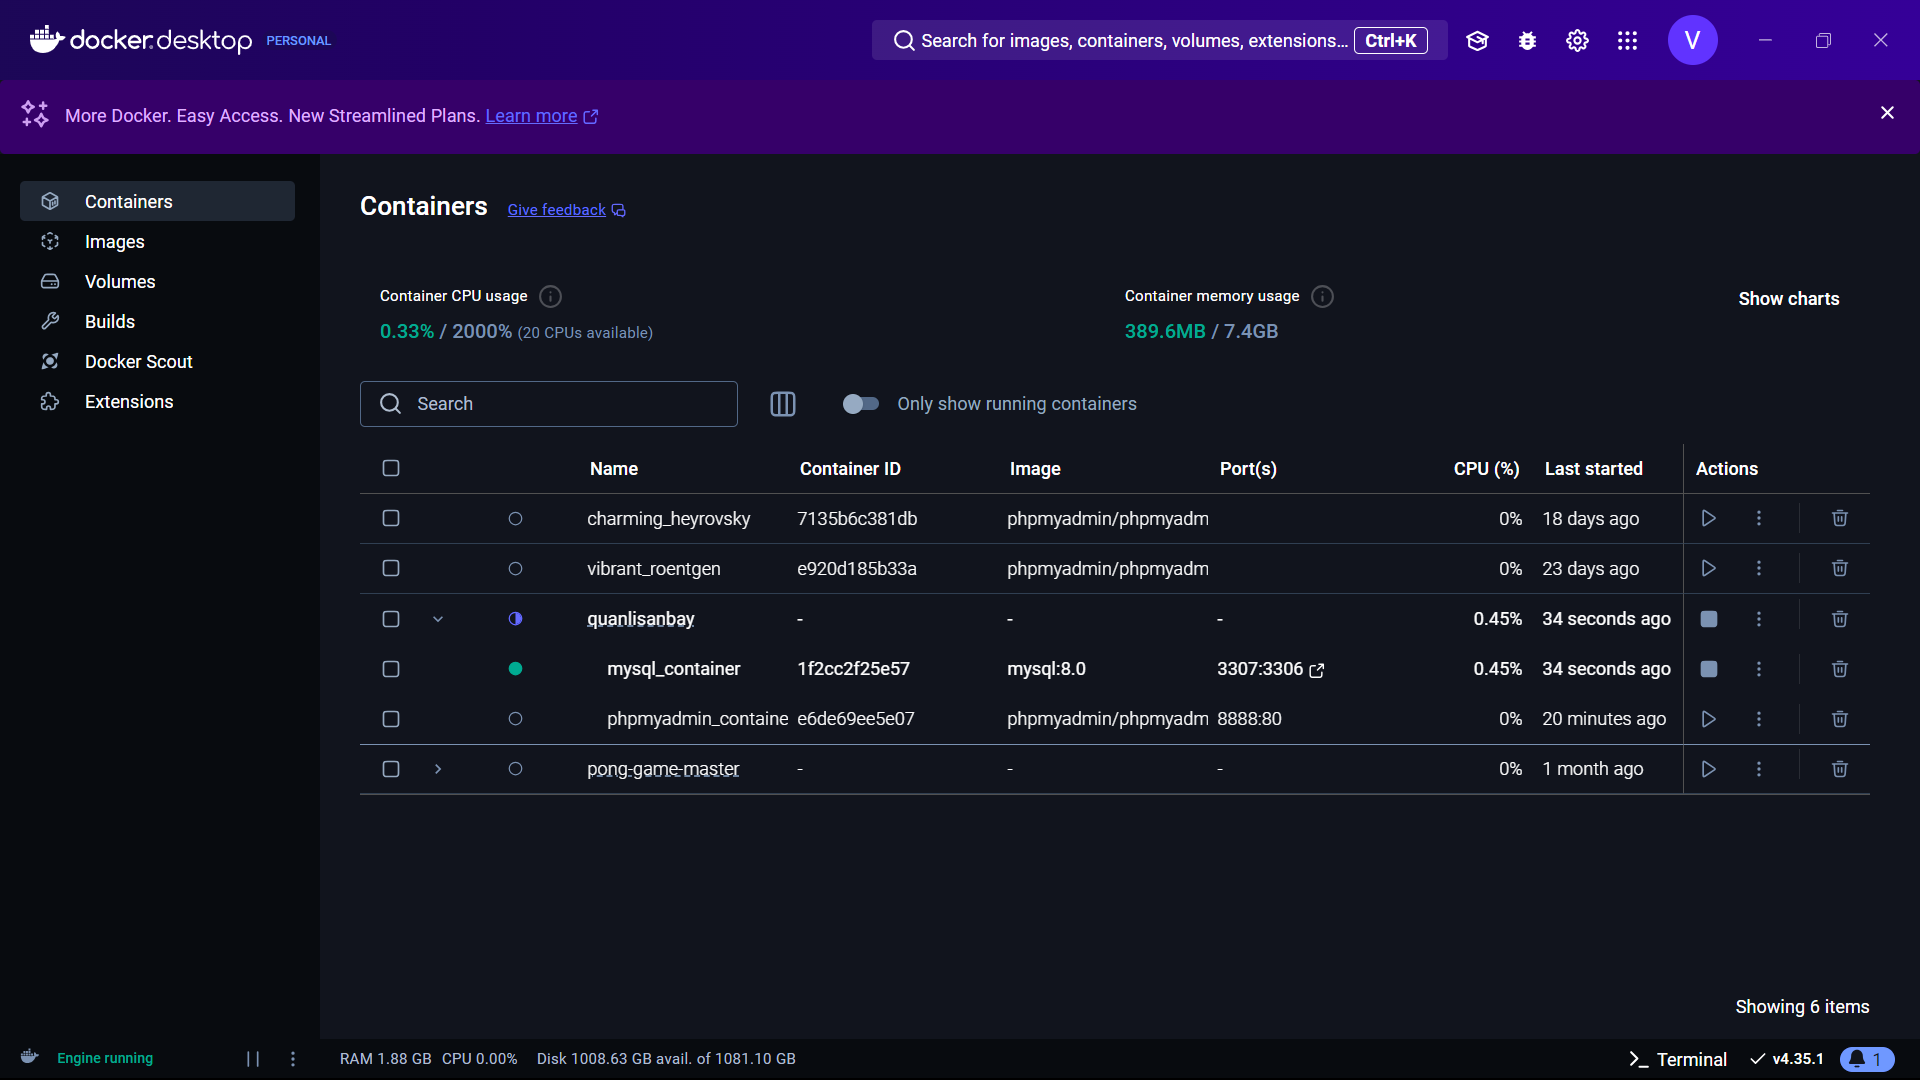 docker.desktop PERSONAL
Search for images, containers, volumes, extensions... Ctrl+K
V
More Docker. Easy Access. New Streamlined Plans. Learn more
Containers
Images
Volumes
Builds
Docker Scout
Extensions
Containers Give feedback
Container CPU usage
0.33% / 2000% (20 CPUs available)
Container memory usage
389.6MB / 7.4GB
Show charts
Search
Only show running containers
Name Container ID Image Port(s) CPU (%) Last started Actions
charming_heyrovsky 7135b6c381db phpmyadmin/phpmyadm 0% 18 days ago
vibrant_roentgen e920d185b33a phpmyadmin/phpmyadm 0% 23 days ago
quanlisanbay - - - 0.45% 34 seconds ago
mysql_container 1f2cc2f25e57 mysql:8.0 3307:3306 0.45% 34 seconds ago
phpmyadmin_containe e6de69ee5e07 phpmyadmin/phpmyadm 8888:80 0% 20 minutes ago
pong-game-master - - - 0% 1 month ago
Showing 6 items
Engine running
RAM 1.88 GB CPU 0.00% Disk 1008.63 GB avail. of 1081.10 GB
Terminal v4.35.1 1